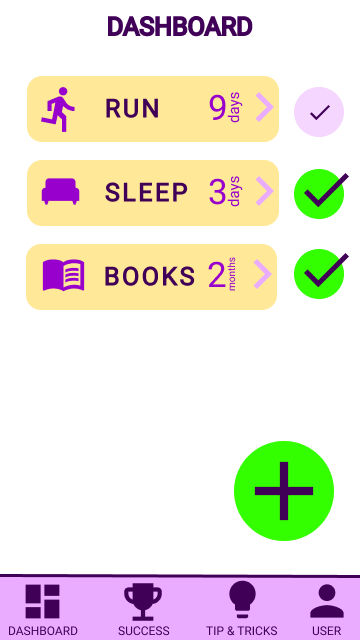 DASHBOARD
RUN 9 days
SLEEP 3 days
BOOKS 2 months
DASHBOARD SUCCESS TIP & TRICKS USER